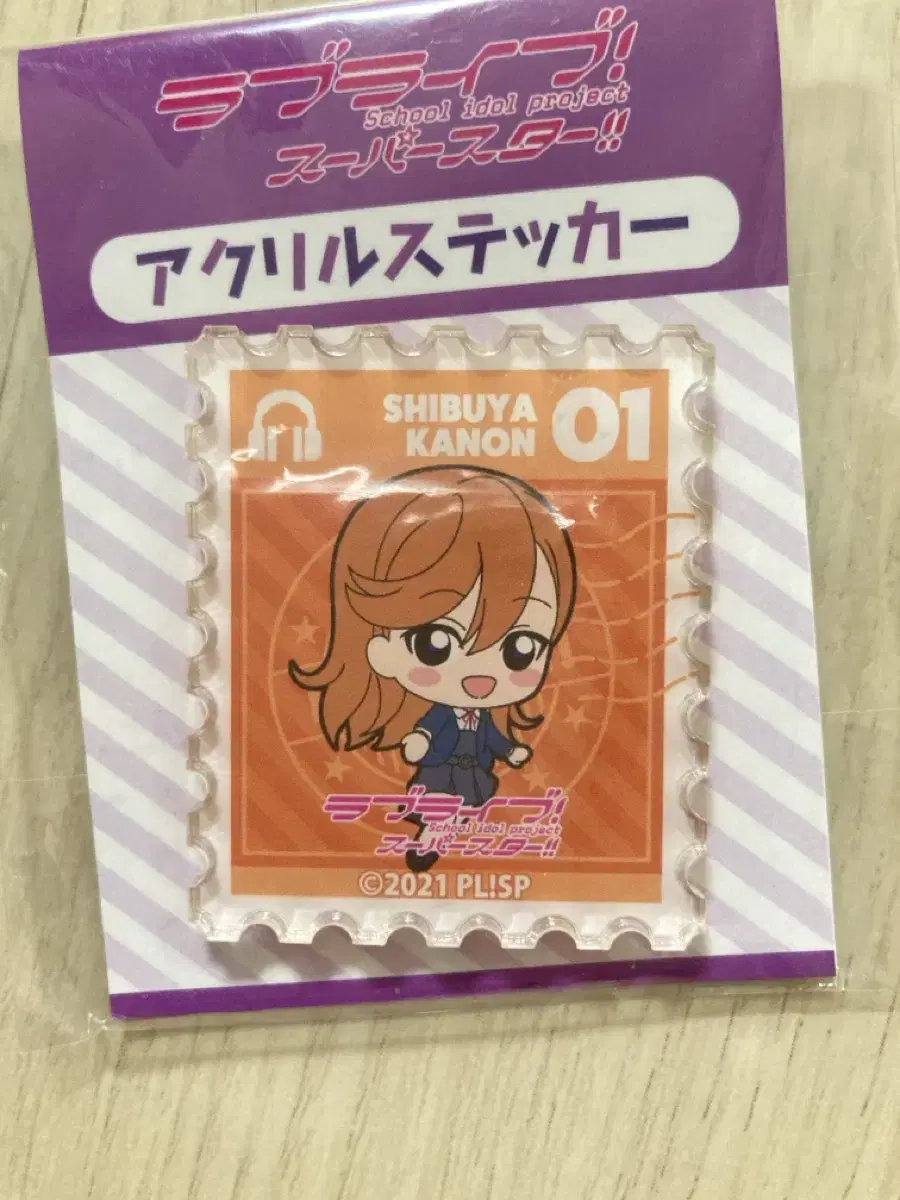 ラブライブ!
School idol project
スーパースター!!
アクリルステッカー
SHIBUYA
KANON
01
ラブライブ!
School idol project
スーパースター!!
©2021 PL!SP